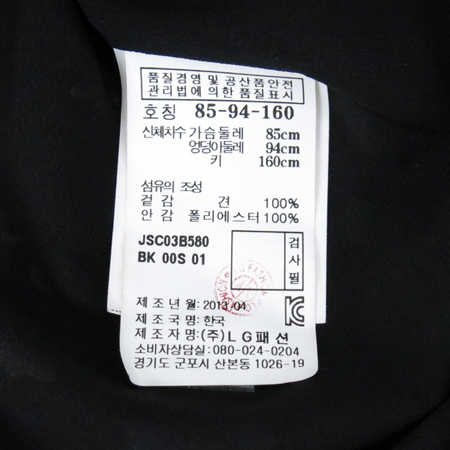 품질경영 및 공산품안전
관리법에 의한 품질표시
호칭 85-94-160
신체치수 가슴둘레 85cm
엉덩이둘레 94cm
키 160cm
섬유의 조성
겉감 견 100%
안감 폴리에스터 100%
JSC03B580
BK 00S 01
검사필
제조년월: 2013.04
제조국명: 한국
제조자명: (주)LG패션
소비자상담실: 080-024-0204
경기도 군포시 산본동 1026-19